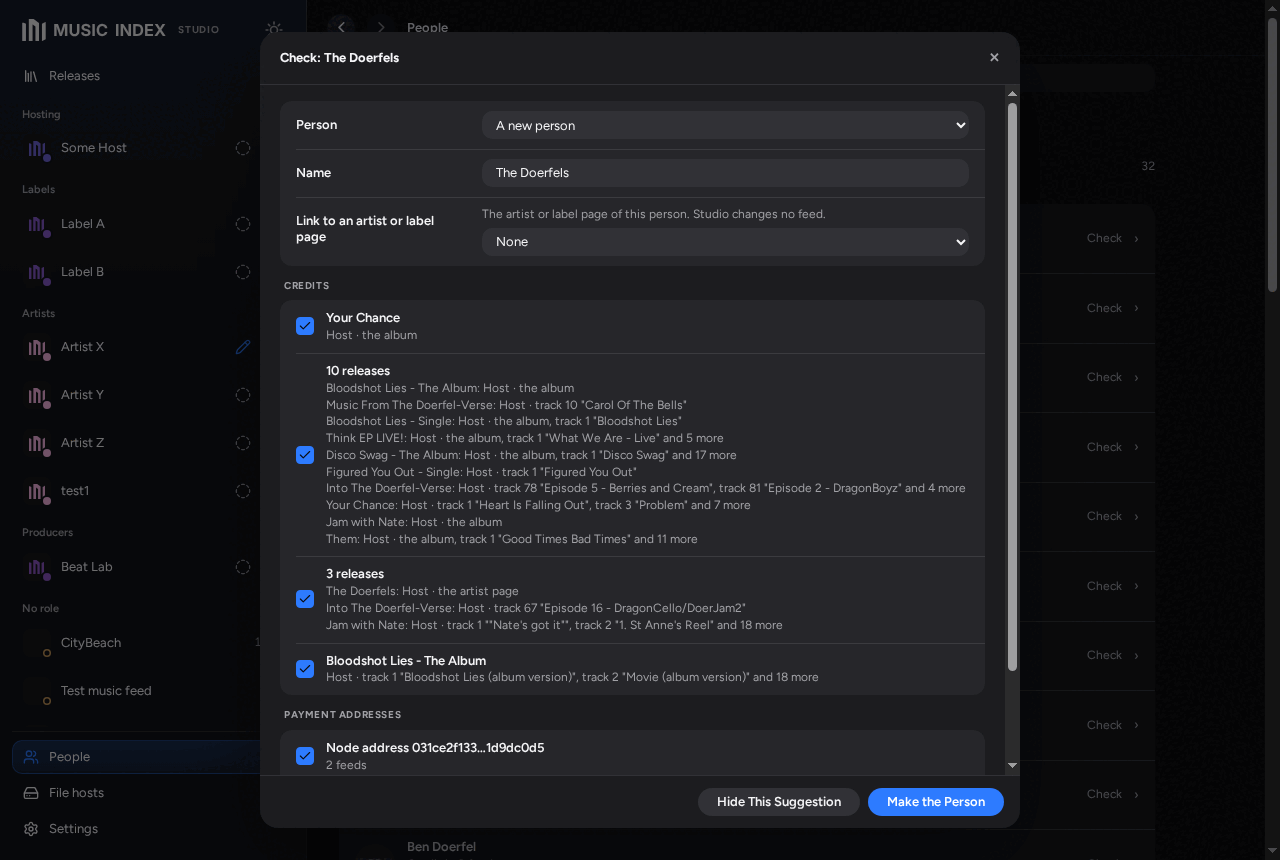 MUSIC INDEX STUDIO
People
Check: The Doerfels
×
Releases
Hosting
Some Host
Labels
Label A
Label B
Artists
Artist X
Artist Y
Artist Z
test1
Producers
Beat Lab
No role
CityBeach
1
Test music feed
People
File hosts
Settings
Person
A new person
Name
The Doerfels
Link to an artist or label page
The artist or label page of this person. Studio changes no feed.
None
CREDITS
Your Chance
Host · the album
10 releases
Bloodshot Lies - The Album: Host · the album
Music From The Doerfel-Verse: Host · track 10 "Carol Of The Bells"
Bloodshot Lies - Single: Host · the album, track 1 "Bloodshot Lies"
Think EP LIVE!: Host · the album, track 1 "What We Are - Live" and 5 more
Disco Swag - The Album: Host · the album, track 1 "Disco Swag" and 17 more
Figured You Out - Single: Host · track 1 "Figured You Out"
Into The Doerfel-Verse: Host · track 78 "Episode 5 - Berries and Cream", track 81 "Episode 2 - DragonBoyz" and 4 more
Your Chance: Host · track 1 "Heart Is Falling Out", track 3 "Problem" and 7 more
Jam with Nate: Host · the album
Them: Host · the album, track 1 "Good Times Bad Times" and 11 more
3 releases
The Doerfels: Host · the artist page
Into The Doerfel-Verse: Host · track 67 "Episode 16 - DragonCello/DoerJam2"
Jam with Nate: Host · track 1 ""Nate's got it"", track 2 "1. St Anne's Reel" and 18 more
Bloodshot Lies - The Album
Host · track 1 "Bloodshot Lies (album version)", track 2 "Movie (album version)" and 18 more
PAYMENT ADDRESSES
Node address 031ce2f133…1d9dc0d5
2 feeds
Hide This Suggestion
Make the Person
32
Check ›
Check ›
Check ›
Check ›
Check ›
Check ›
Check ›
Check ›
Check ›
Ben Doerfel